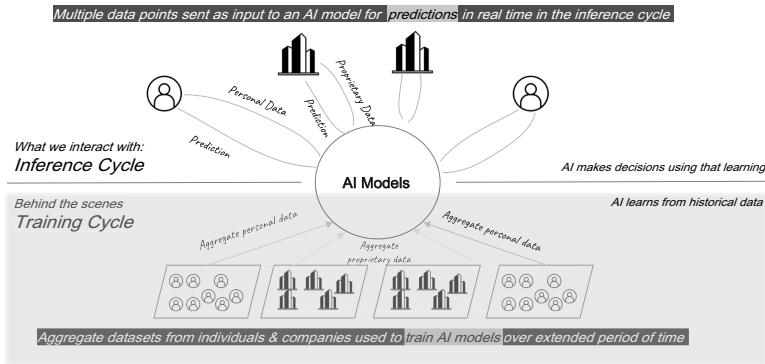 Multiple data points sent as input to an AI model for predictions in real time in the inference cycle
Personal Data
Prediction
Proprietary Data
Prediction
What we interact with:
Inference Cycle
AI Models
AI makes decisions using that learning
Behind the scenes
Training Cycle
AI learns from historical data
Aggregate personal data
Aggregate
proprietary data
Aggregate personal data
Aggregate datasets from individuals & companies used to train AI models over extended period of time